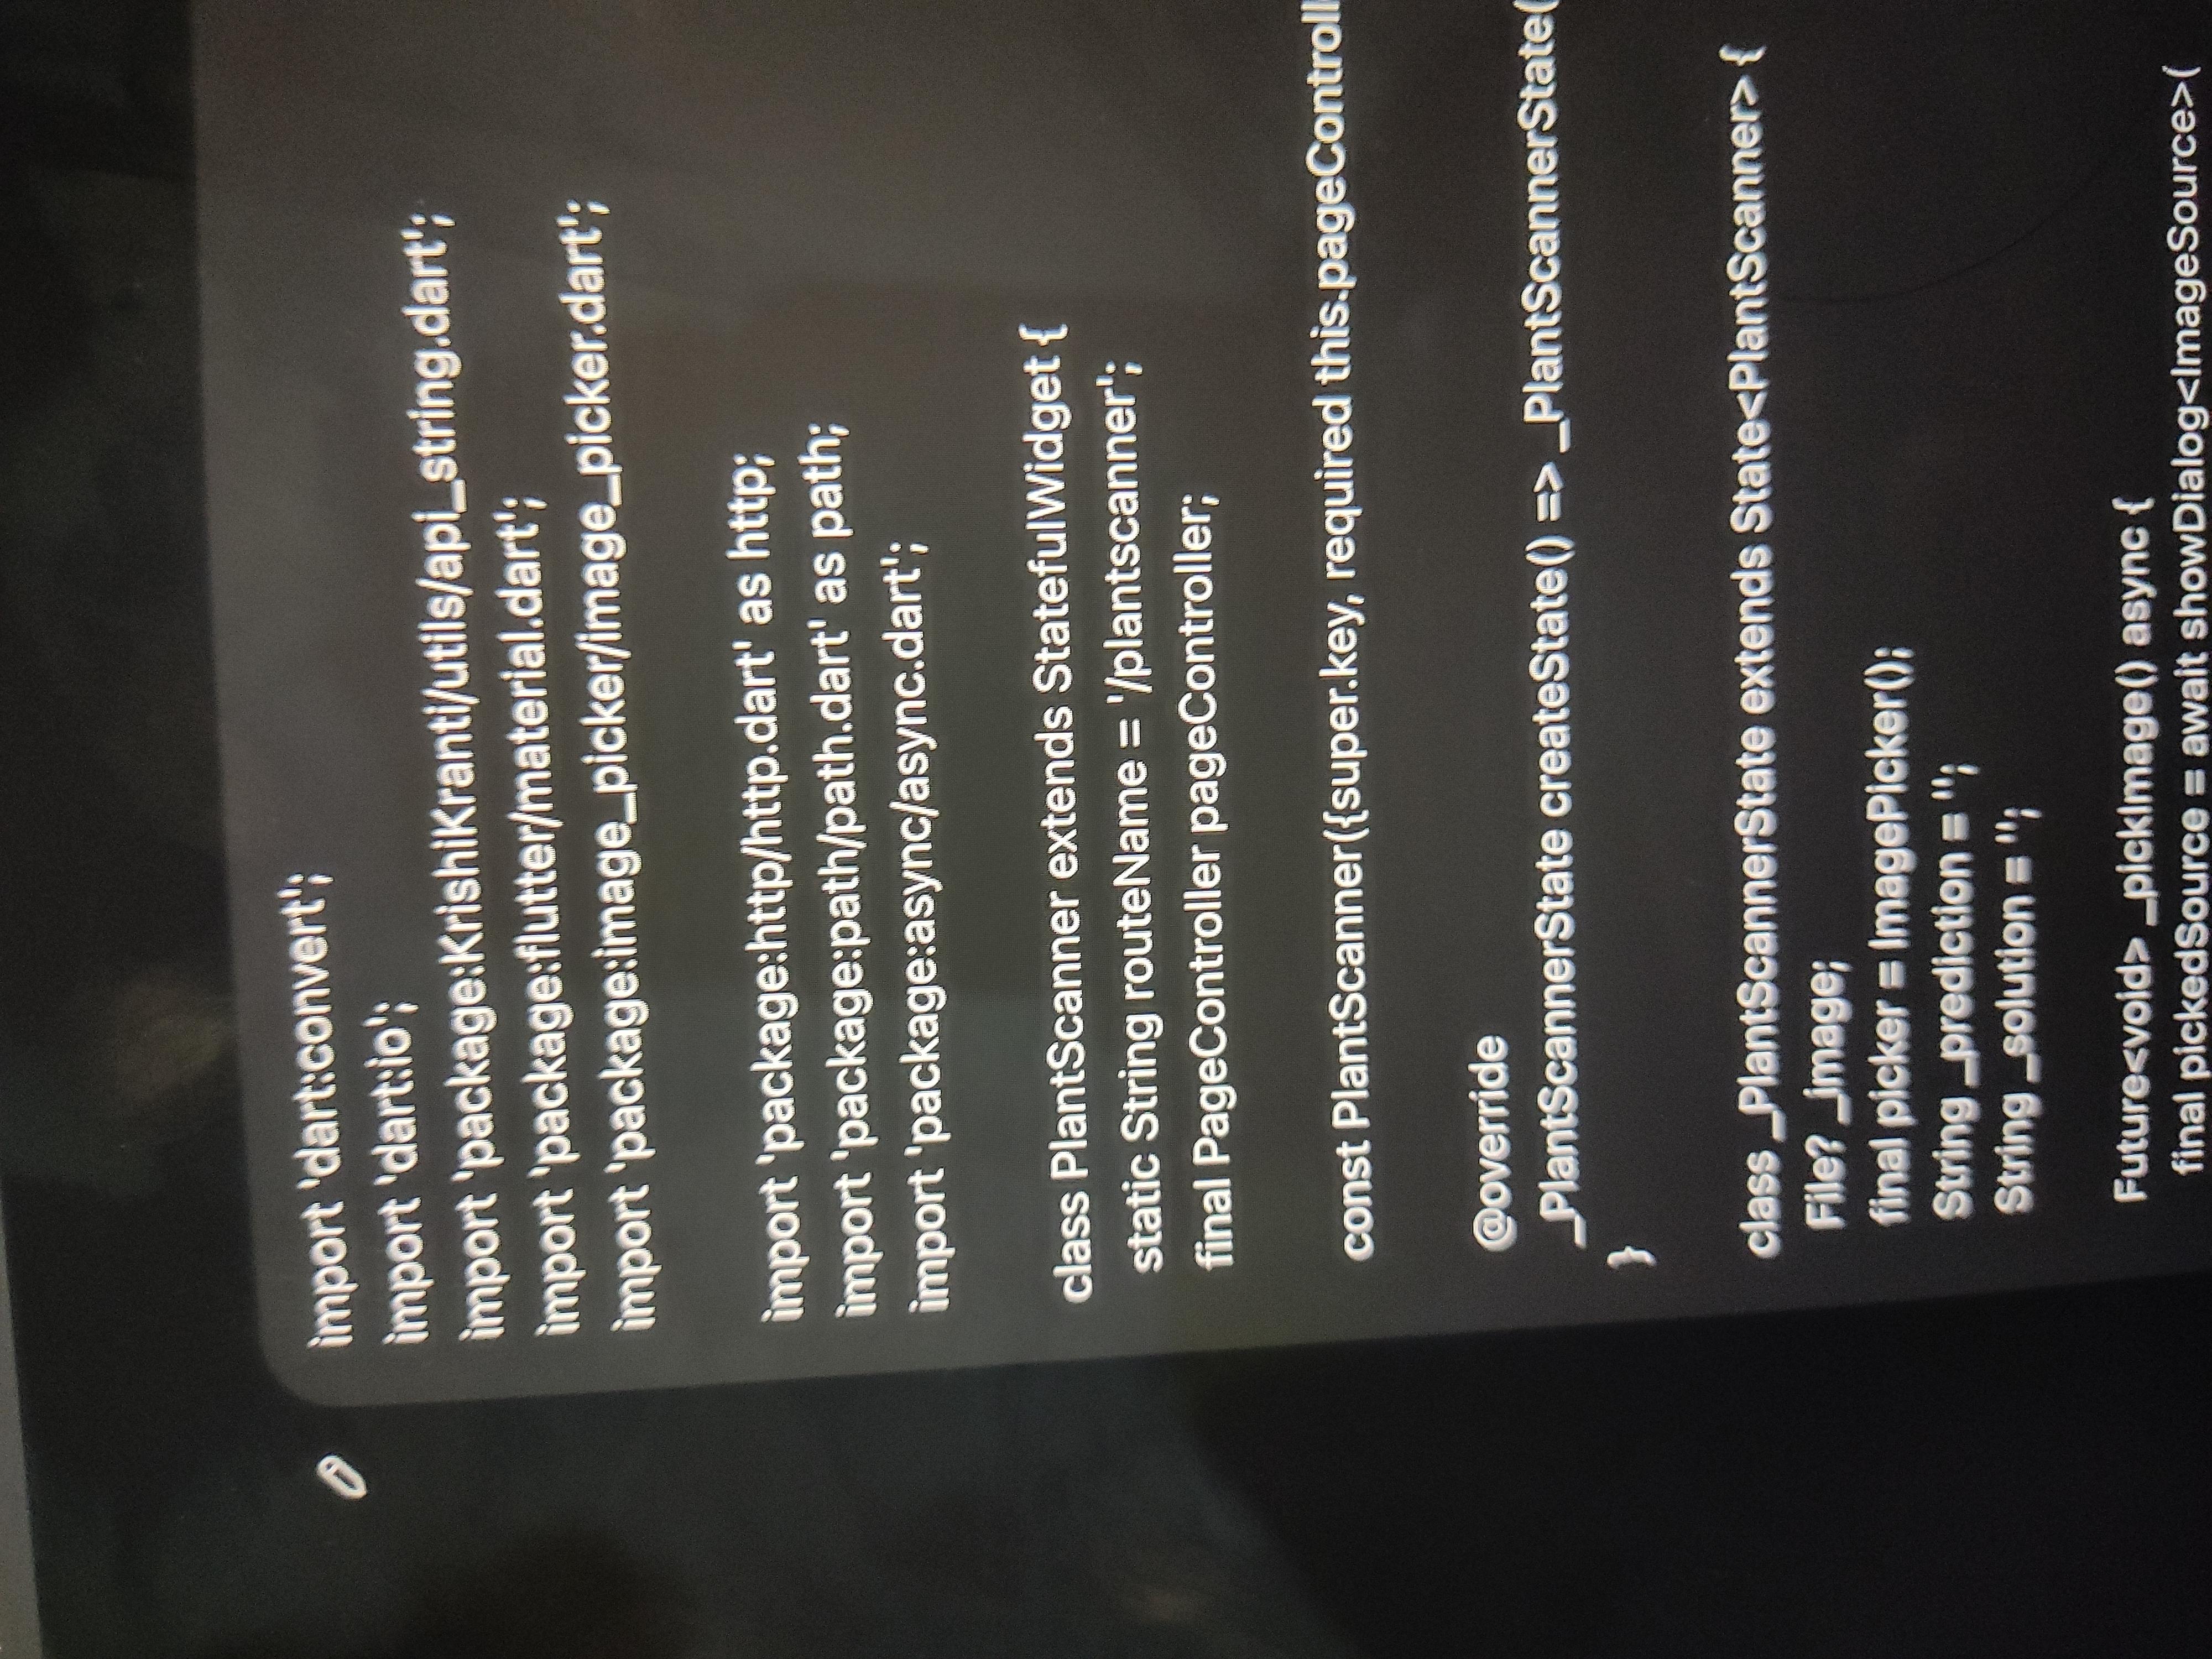 import 'dart:convert';
import 'dart:io';
import 'package:KrishiKranti/utils/api_string.dart';
import 'package:flutter/material.dart';
import 'package:image_picker/image_picker.dart';
import 'package:http/http.dart' as http;
import 'package:path/path.dart' as path;
import 'package:async/async.dart';
class PlantScanner extends StatefulWidget {
static String routeName = '/plantscanner';
final PageController pageController;
const PlantScanner({super.key, required this.pageControll
@override
_PlantScannerState createState() => _PlantScannerState(
}
class _PlantScannerState extends State<PlantScanner> {
File? _image;
final picker = ImagePicker();
String _prediction = '';
String _solution = '';
Future<void> _pickImage() async {
final pickedSource = await showDialog<ImageSource>(